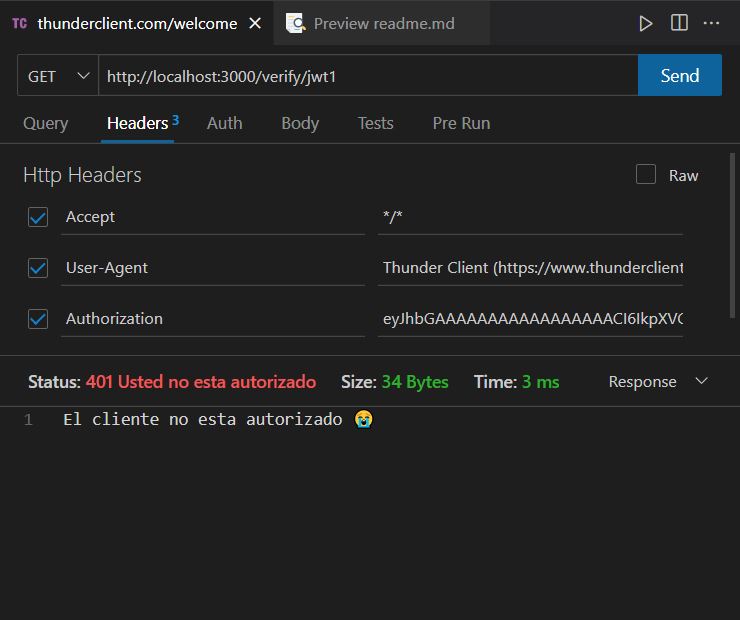 TC thunderclient.com/welcome Preview readme.md
GET http://localhost:3000/verify/jwt1 Send
Query Headers 3 Auth Body Tests Pre Run
Http Headers Raw
Accept */*
User-Agent Thunder Client (https://www.thunderclient
Authorization eyJhbGAAAAAAAAAAAAAAAAACI6IkpXVC
Status: 401 Usted no esta autorizado Size: 34 Bytes Time: 3 ms Response
1 El cliente no esta autorizado 😭